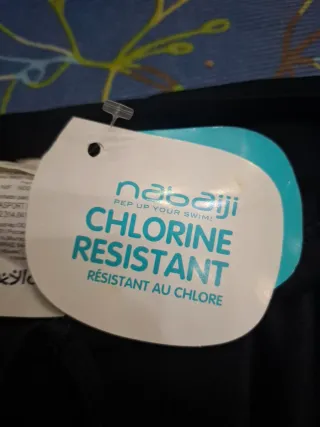 nabaiji
PEP UP YOUR SWIM!
CHLORINE
RESISTANT
RÉSISTANT AU CHLORE